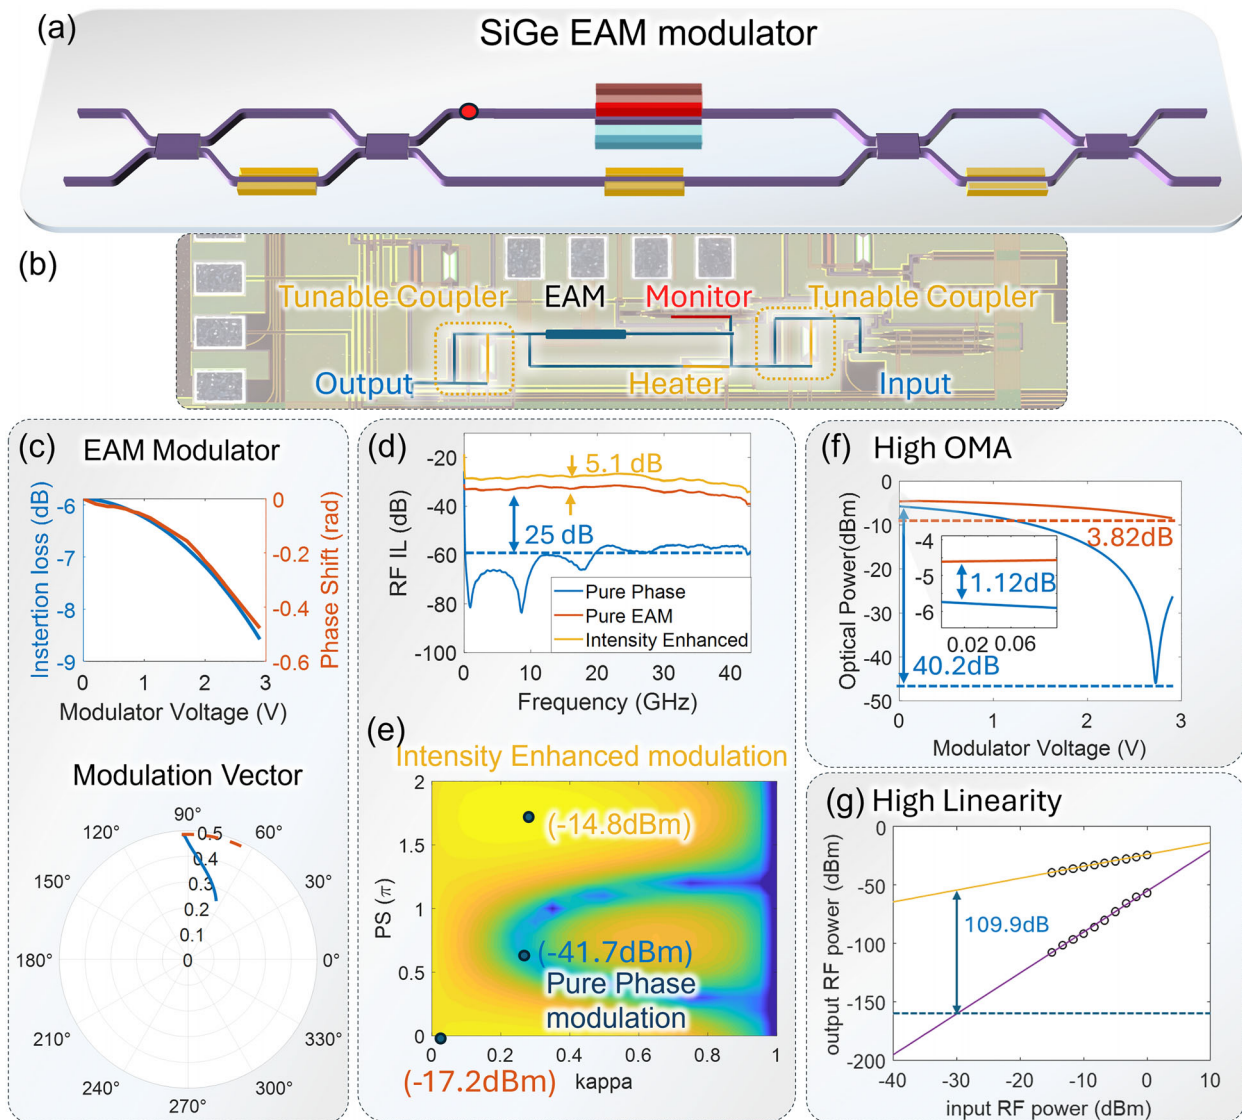 (a)
SiGe EAM modulator
(b)
Tunable Coupler
EAM
Monitor
Tunable Coupler
Output
Heater
Input
(c)
EAM Modulator
Instertion loss (dB)
-6
-7
-8
-9
0
-0.2
-0.4
-0.6
Phase Shift (rad)
0 1 2 3
Modulator Voltage (V)
Modulation Vector
90°
120°
60°
150°
30°
180°
0°
210°
330°
240°
300°
270°
0.5
0.4
0.3
0.2
0.1
0
(d)
RF IL (dB)
-20
-40
-60
-80
-100
5.1 dB
25 dB
Pure Phase
Pure EAM
Intensity Enhanced
0 10 20 30 40
Frequency (GHz)
(e)
Intensity Enhanced modulation
PS (π)
2
1.5
1
0.5
0
(-14.8dBm)
(-41.7dBm)
Pure Phase
modulation
0 0.2 0.4 0.6 0.8 1
(-17.2dBm)
kappa
(f)
High OMA
Optical Power(dBm)
0
-10
-20
-30
-40
-50
3.82dB
-4
-5
-6
1.12dB
0.02 0.06
40.2dB
0 1 2 3
Modulator Voltage (V)
(g)
High Linearity
output RF power (dBm)
0
-50
-100
-150
-200
109.9dB
-40 -30 -20 -10 0 10
input RF power (dBm)